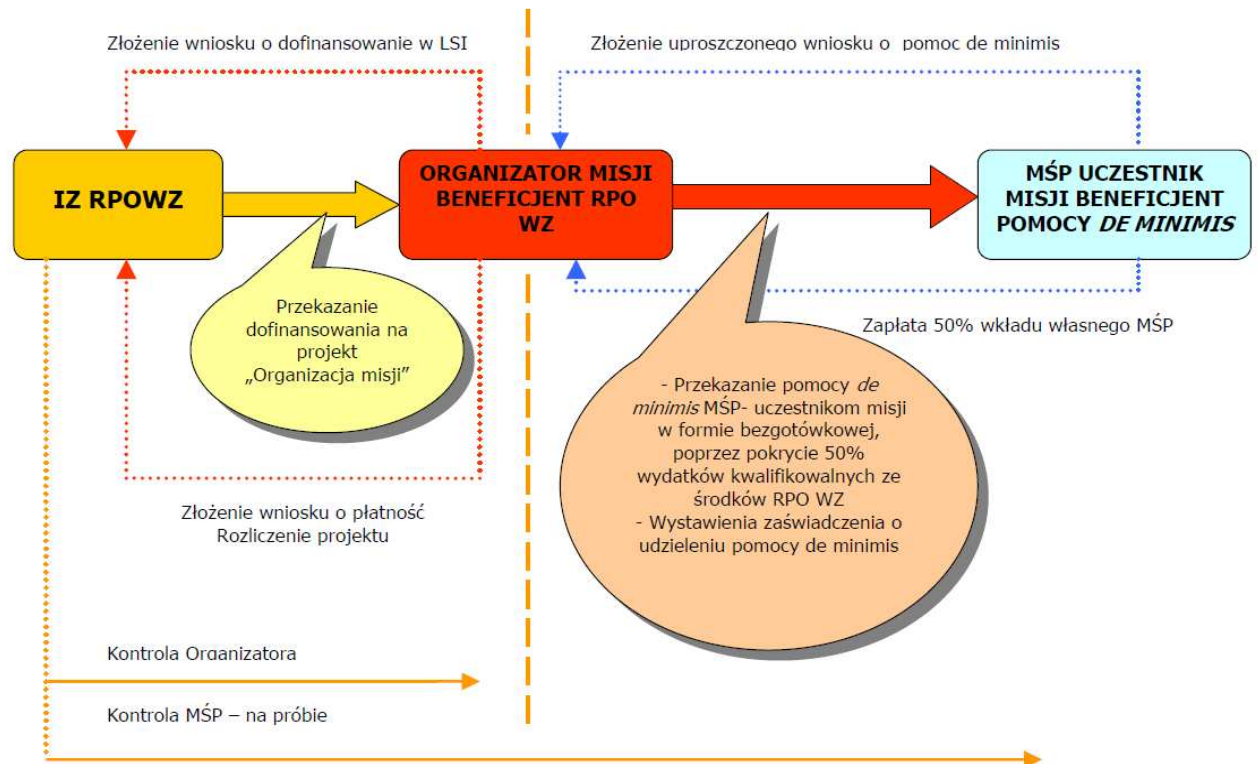 Złożenie wniosku o dofinansowanie w LSI
Złożenie uproszczonego wniosku o pomoc de minimis
IZ RPOWZ
ORGANIZATOR MISJI
BENEFICJENT RPO
WZ
MŚP UCZESTNIK
MISJI BENEFICJENT
POMOCY DE MINIMIS
Przekazanie
dofinansowania na
projekt
„Organizacja misji”
Zapłata 50% wkładu własnego MŚP
- Przekazanie pomocy de
minimis MŚP- uczestnikom misji
w formie bezgotówkowej,
poprzez pokrycie 50%
wydatków kwalifikowalnych ze
środków RPO WZ
- Wystawienia zaświadczenia o
udzieleniu pomocy de minimis
Złożenie wniosku o płatność
Rozliczenie projektu
Kontrola Organizatora
Kontrola MŚP – na próbie